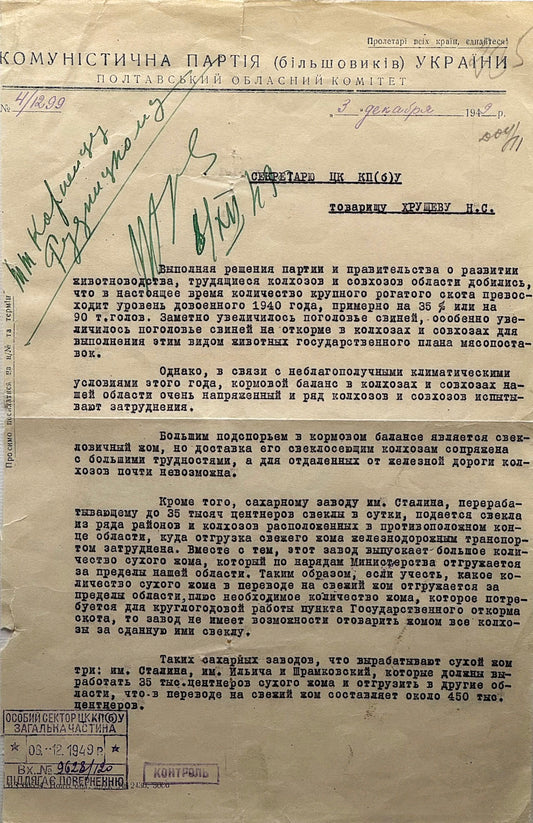 Пролетарі всіх країн, єднайтеся!
КОМУНІСТИЧНА ПАРТІЯ (більшовиків) УКРАЇНИ
ПОЛТАВСЬКИЙ ОБЛАСНИЙ КОМІТЕТ
№ 4/1299
3 декабря 1949 р.
СЕКРЕТАРЮ ЦК КП(б)У
товарищу ХРУЩЕВУ Н.С.
Выполняя решения партии и правительства о развитии
животноводства, трудящиеся колхозов и совхозов области добились,
что в настоящее время количество крупного рогатого скота превос-
ходит уровень довоенного 1940 года, примерно на 35 % или на
90 т.голов. Заметно увеличилось поголовье свиней, особенно уве-
личилось поголовье свиней на откорме в колхозах и совхозах для
выполнения этим видом животных государственного плана мясопоста-
вок.
Однако, в связи с неблагополучными климатическими
условиями этого года, кормовой баланс в колхозах и совхозах на-
шей области очень напряженный и ряд колхозов и совхозов испыты-
вают затруднения.
Большим подспорьем в кормовом балансе является свек-
ловичный жом, но доставка его свеклосеющим колхозам сопряжена
с большими трудностями, а для отдаленных от железной дороги кол-
хозов почти невозможна.
Кроме того, сахарному заводу им. Сталина, перераба-
тывающему до 35 тысяч центнеров свеклы в сутки, подается свекла
из ряда районов и колхозов расположенных в противоположном кон-
це области, куда отгрузка свежего жома железнодорожным транспор-
том затруднена. Вместе с тем, этот завод выпускает большое коли-
чество сухого жома, который по нарядам Министерства отгружается
за пределы нашей области. Таким образом, если учесть, какое ко-
личество сухого жома в переводе на свежий жом отгружается за
пределы области, плюс необходимое количество жома, которое потре-
буется для круглогодовой работы пункта Государственного откорма
скота, то завод не имеет возможности отоварить жомом все колхо-
зы за сданную ими свеклу.
Таких сахарных заводов, что вырабатывают сухой жом
три: им. Сталина, им. Ильича и Шрамковский, которые должны вы-
работать 35 тыс.центнеров сухого жома и отгрузить в другие об-
ласти, что в переводе на свежий жом составляет около 450 тыс.
центнеров.
ОСОБИЙ СЕКТОР ЦК КП(б)У
ЗАГАЛЬНА ЧАСТИНА
* 06.-12.1949 *
Вх. № 9628/120
ПІДЛЯГАЄ ПОВЕРНЕННЮ
КОНТРОЛЬ